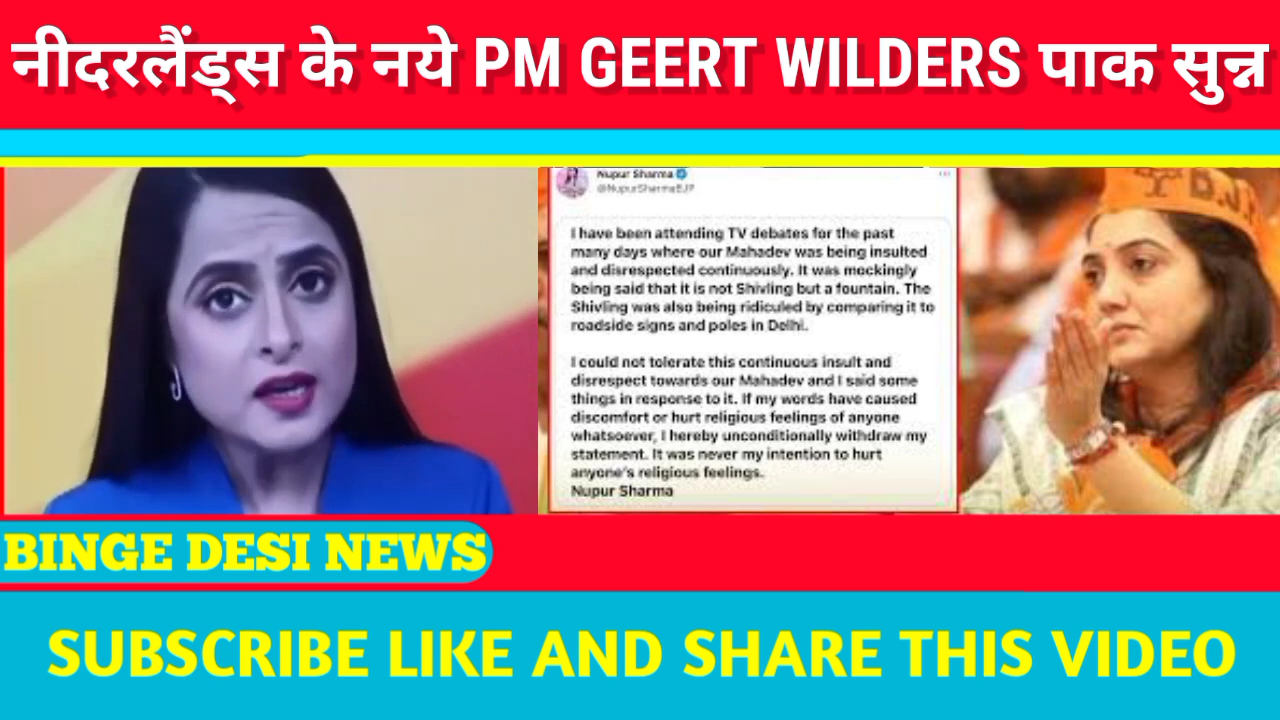 नीदरलैंड्स के नये PM GEERT WILDERS पाक सुन्न
Nupur Sharma
@NupurSharmaBJP
I have been attending TV debates for the past
many days where our Mahadev was being insulted
and disrespected continuously. It was mockingly
being said that it is not Shivling but a fountain. The
Shivling was also being ridiculed by comparing it to
roadside signs and poles in Delhi.
I could not tolerate this continuous insult and
disrespect towards our Mahadev and I said some
things in response to it. If my words have caused
discomfort or hurt religious feelings of anyone
whatsoever, I hereby unconditionally withdraw my
statement. It was never my intention to hurt
anyone's religious feelings.
Nupur Sharma
BJP
BINGE DESI NEWS
SUBSCRIBE LIKE AND SHARE THIS VIDEO